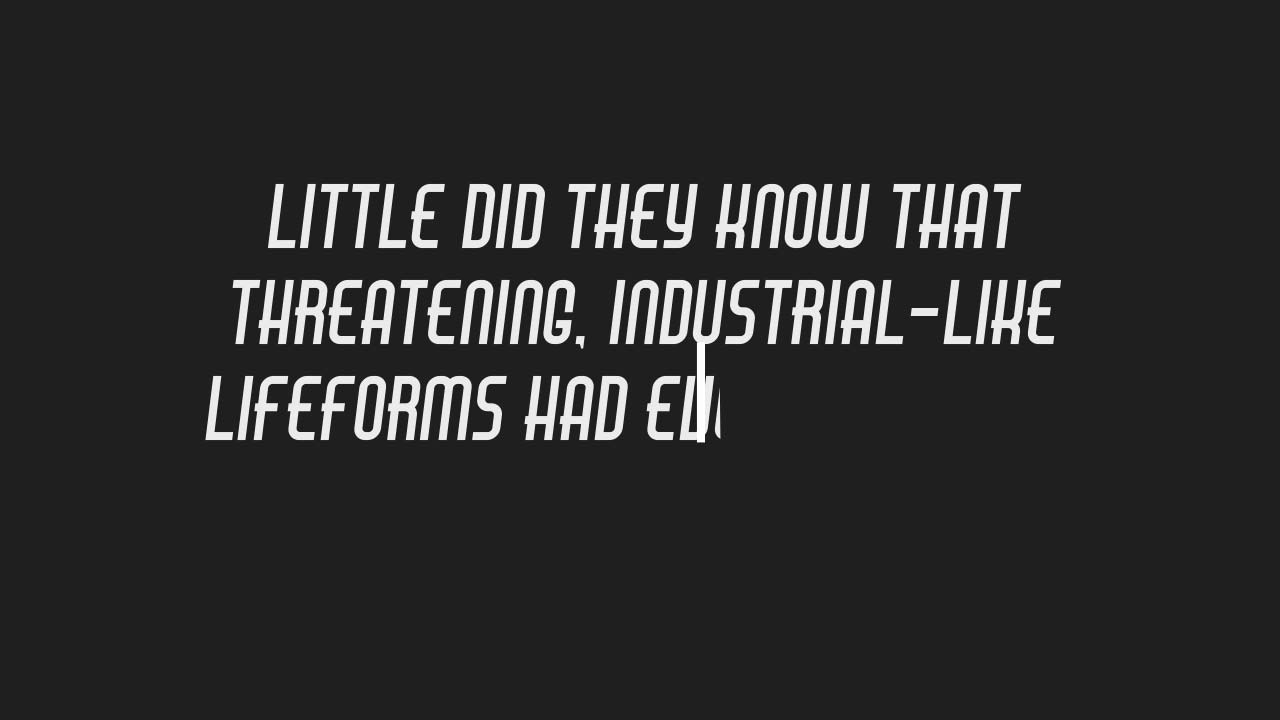 LITTLE DID THEY KNOW THAT
THREATENING, INDUSTRIAL-LIKE
LIFEFORMS HAD